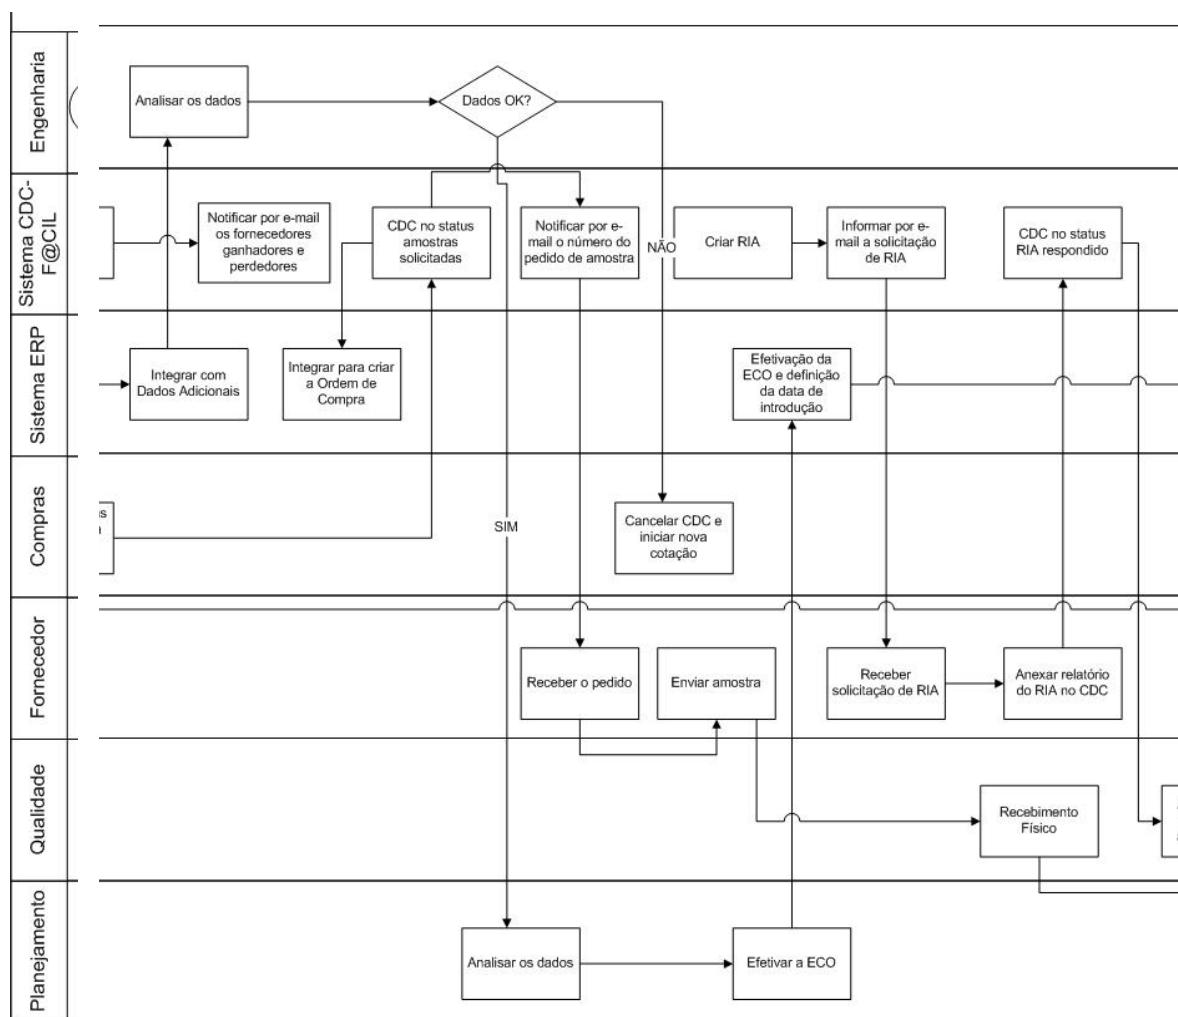 Engenharia
Analisar os dados
Dados OK?
Sistema CDC-
F@CIL
Notificar por e-mail
os fornecedores
ganhadores e
perdedores
CDC no status
amostras
solicitadas
Notificar por e-
mail o número do
pedido de amostra
NÃO
Criar RIA
Informar por e-
mail a solicitação
de RIA
CDC no status
RIA respondido
Sistema ERP
Integrar com
Dados Adicionais
Integrar para criar
a Ordem de
Compra
Efetivação da
ECO e definição
da data de
introdução
Compras
SIM
Cancelar CDC e
iniciar nova
cotação
Fornecedor
Receber o pedido
Enviar amostra
Receber
solicitação de RIA
Anexar relatório
do RIA no CDC
Qualidade
Recebimento
Físico
Planejamento
Analisar os dados
Efetivar a ECO